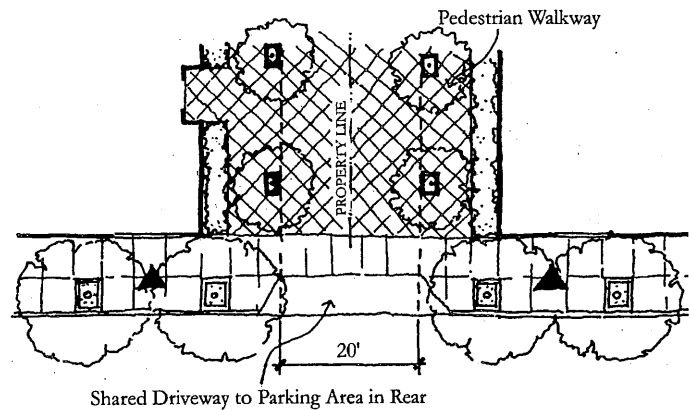 Pedestrian Walkway
PROPERTY LINE
20'
Shared Driveway to Parking Area in Rear